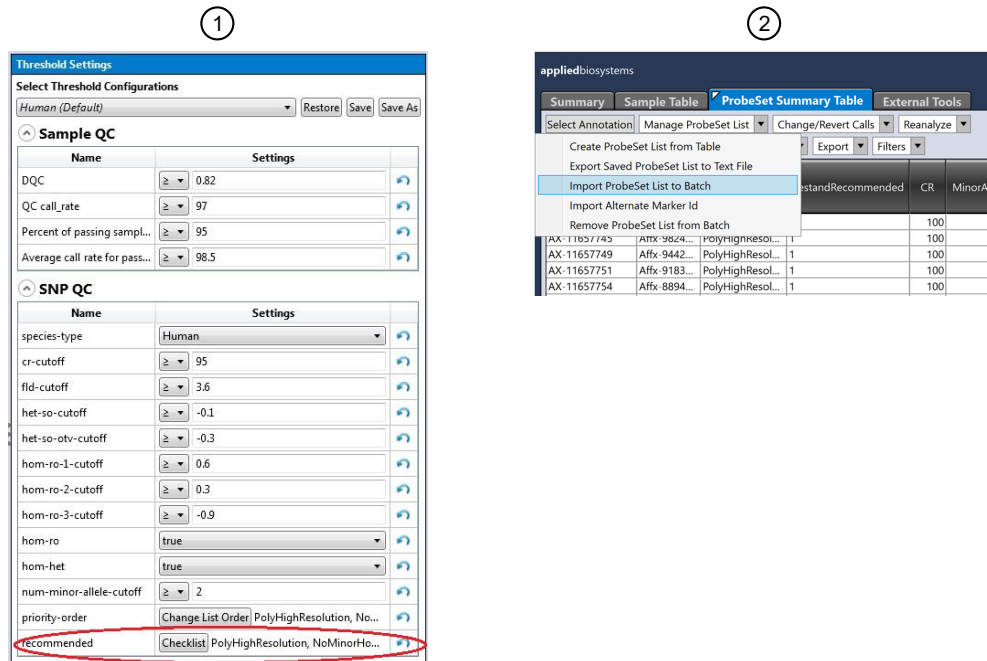 1
Threshold Settings
Select Threshold Configurations
Human (Default) Restore Save Save As
Sample QC
Name Settings
DQC ≥ 0.82
QC call_rate ≥ 97
Percent of passing sampl... ≥ 95
Average call rate for pass... ≥ 98.5
SNP QC
Name Settings
species-type Human
cr-cutoff ≥ 95
fld-cutoff ≥ 3.6
het-so-cutoff ≥ -0.1
het-so-otv-cutoff ≥ -0.3
hom-ro-1-cutoff ≥ 0.6
hom-ro-2-cutoff ≥ 0.3
hom-ro-3-cutoff ≥ -0.9
hom-ro true
hom-het true
num-minor-allele-cutoff ≥ 2
priority-order Change List Order PolyHighResolution, No...
recommended Checklist PolyHighResolution, NoMinorHo...
2
appliedbiosystems
Summary Sample Table ProbeSet Summary Table External Tools
Select Annotation Manage ProbeSet List Change/Revert Calls Reanalyze
Export Filters
Create ProbeSet List from Table
Export Saved ProbeSet List to Text File
Import ProbeSet List to Batch
Import Alternate Marker Id
Remove ProbeSet List from Batch
estandRecommended CR MinorA
100
AX-11657745 Affx-9824... PolyHighResol... 1 100
AX-11657749 Affx-9442... PolyHighResol... 1 100
AX-11657751 Affx-9183... PolyHighResol... 1 100
AX-11657754 Affx-8894... PolyHighResol... 1 100